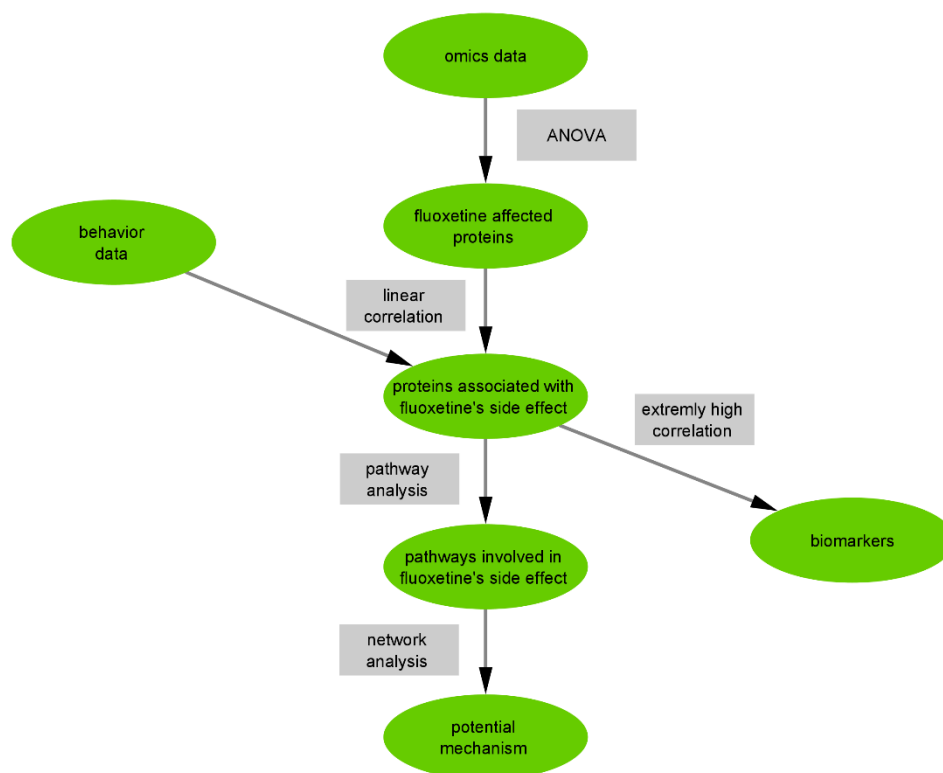 omics data
ANOVA
fluoxetine affected
proteins
behavior
data
linear
correlation
proteins associated with
fluoxetine's side effect
extremly high
correlation
pathway
analysis
biomarkers
pathways involved in
fluoxetine's side effect
network
analysis
potential
mechanism